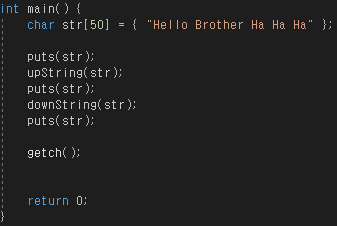 int main() {
char str[50] = { "Hello Brother Ha Ha Ha" };
puts(str);
upString(str);
puts(str);
downString(str);
puts(str);
getch();
return 0;
}